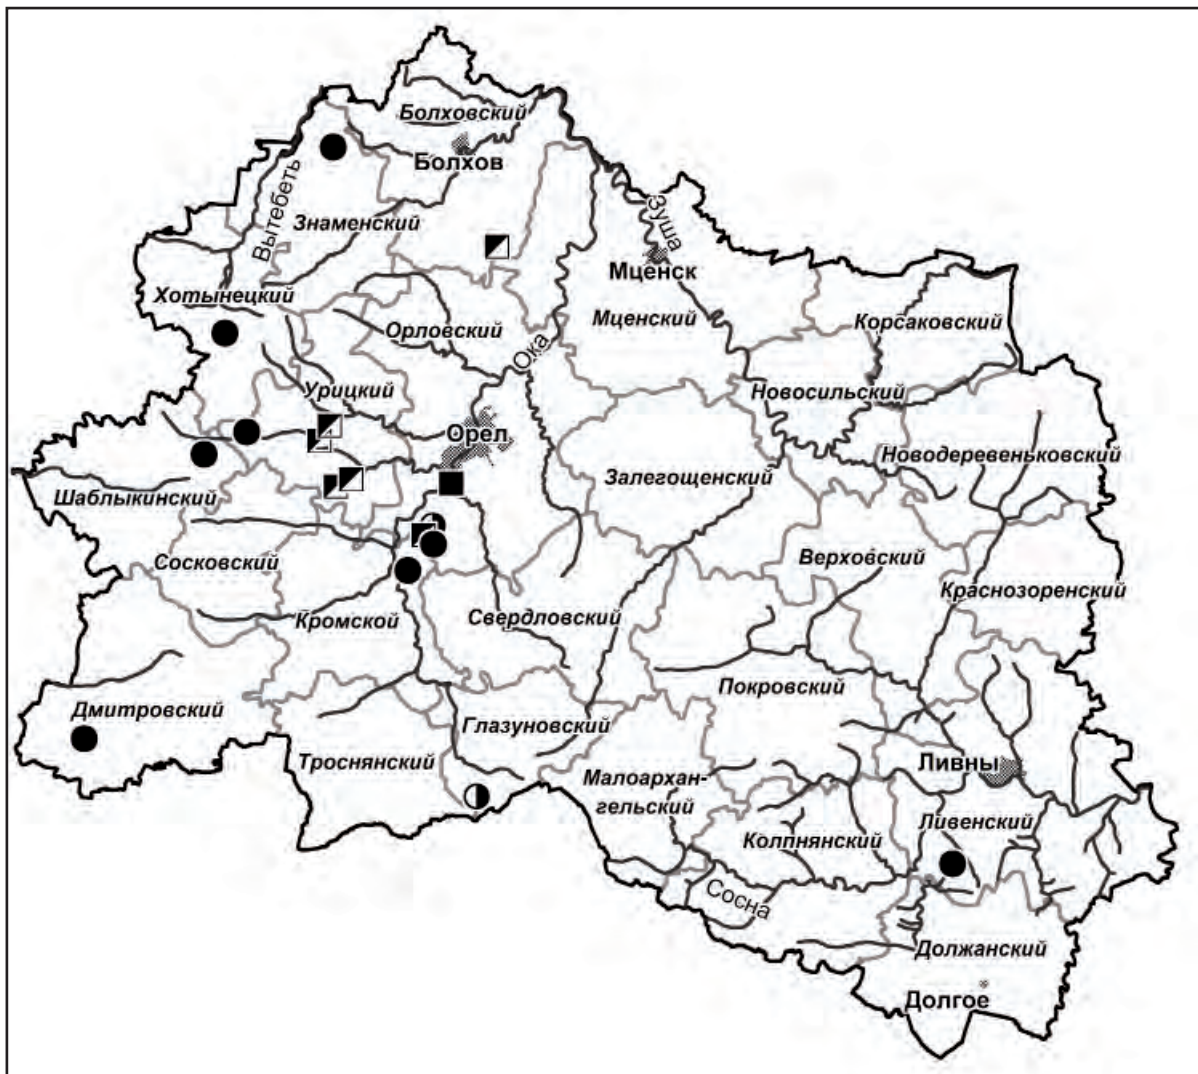 Болховский
Болхов
Вытебеть
Зуша
Знаменский
Мценск
Хотынецкий
Орловский
Мценский
Корсаковский
Ока
Урицкий
Новосильский
Орел
Залегощенский
Новодеревеньковский
Шаблыкинский
Сосковский
Верховский
Краснозоренский
Кромской
Свердловский
Покровский
Дмитровский
Глазуновский
Троснянский
Малоархан-
гельский
Ливны
Ливенский
Колпнянский
Сосна
Должанский
Долгое